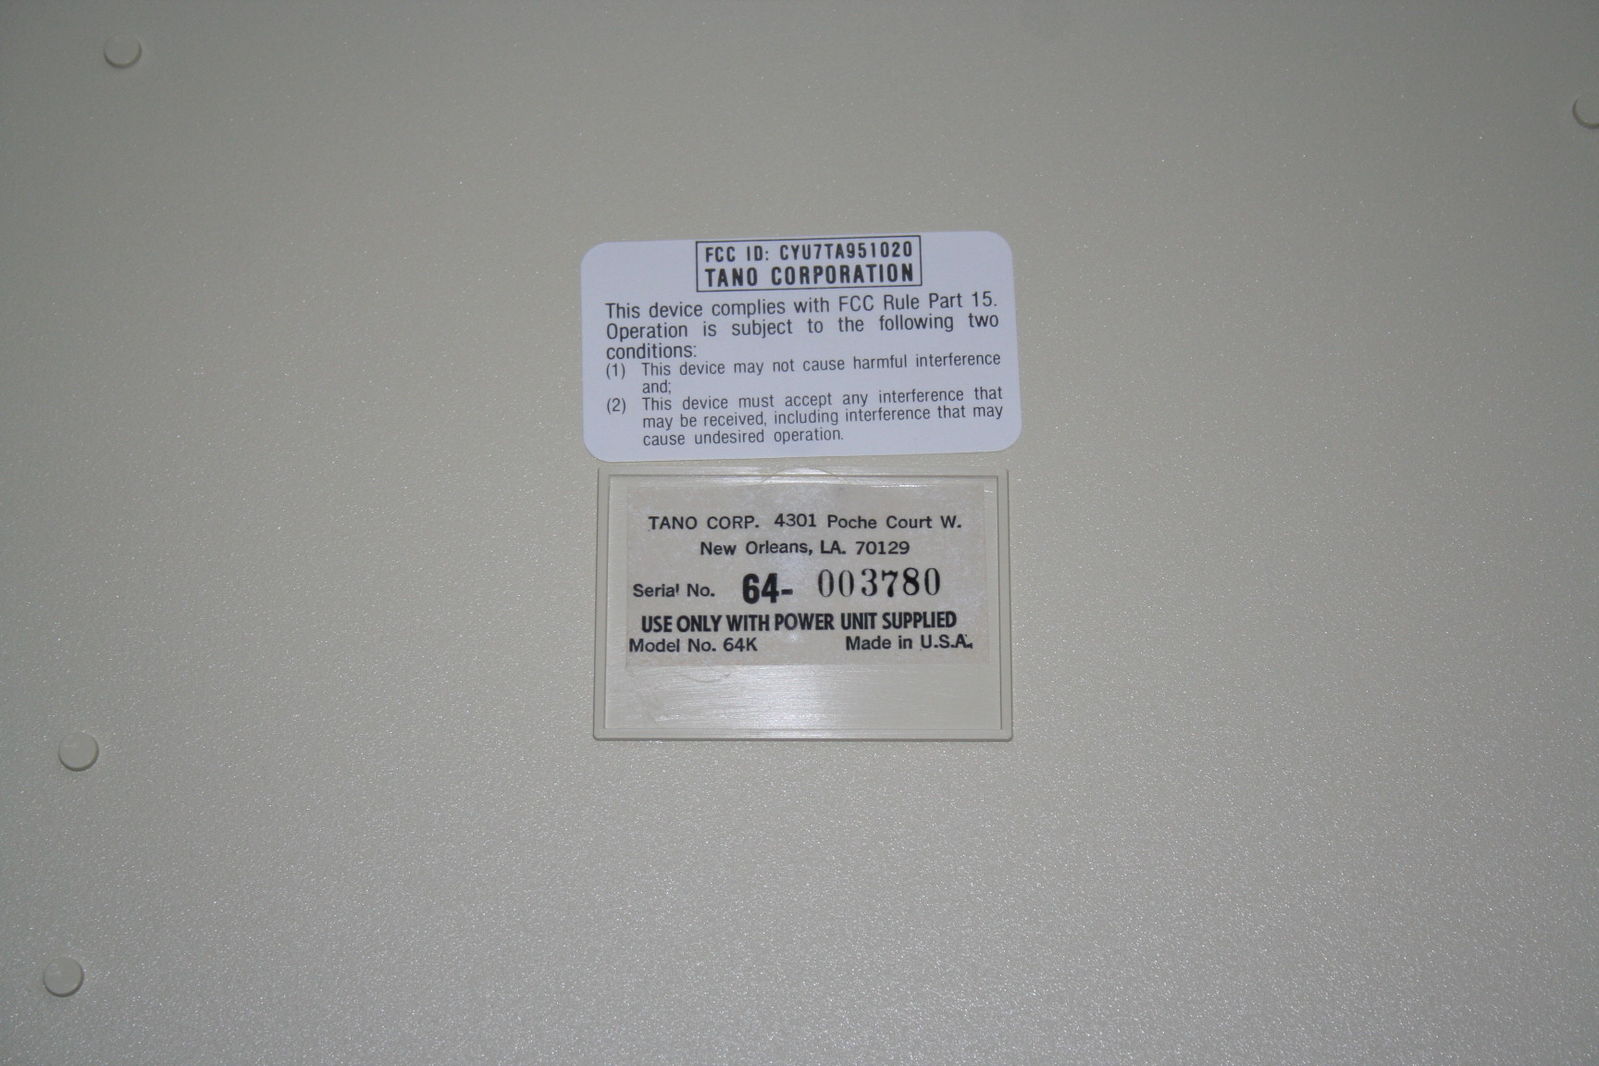 FCC ID: CYU7TA951020
TANO CORPORATION
This device complies with FCC Rule Part 15.
Operation is subject to the following two
conditions:
(1) This device may not cause harmful interference
and;
(2) This device must accept any interference that
may be received, including interference that may
cause undesired operation.
TANO CORP. 4301 Poche Court W.
New Orleans, LA. 70129
Serial No. 64- 003780
USE ONLY WITH POWER UNIT SUPPLIED
Model No. 64K Made in U.S.A.